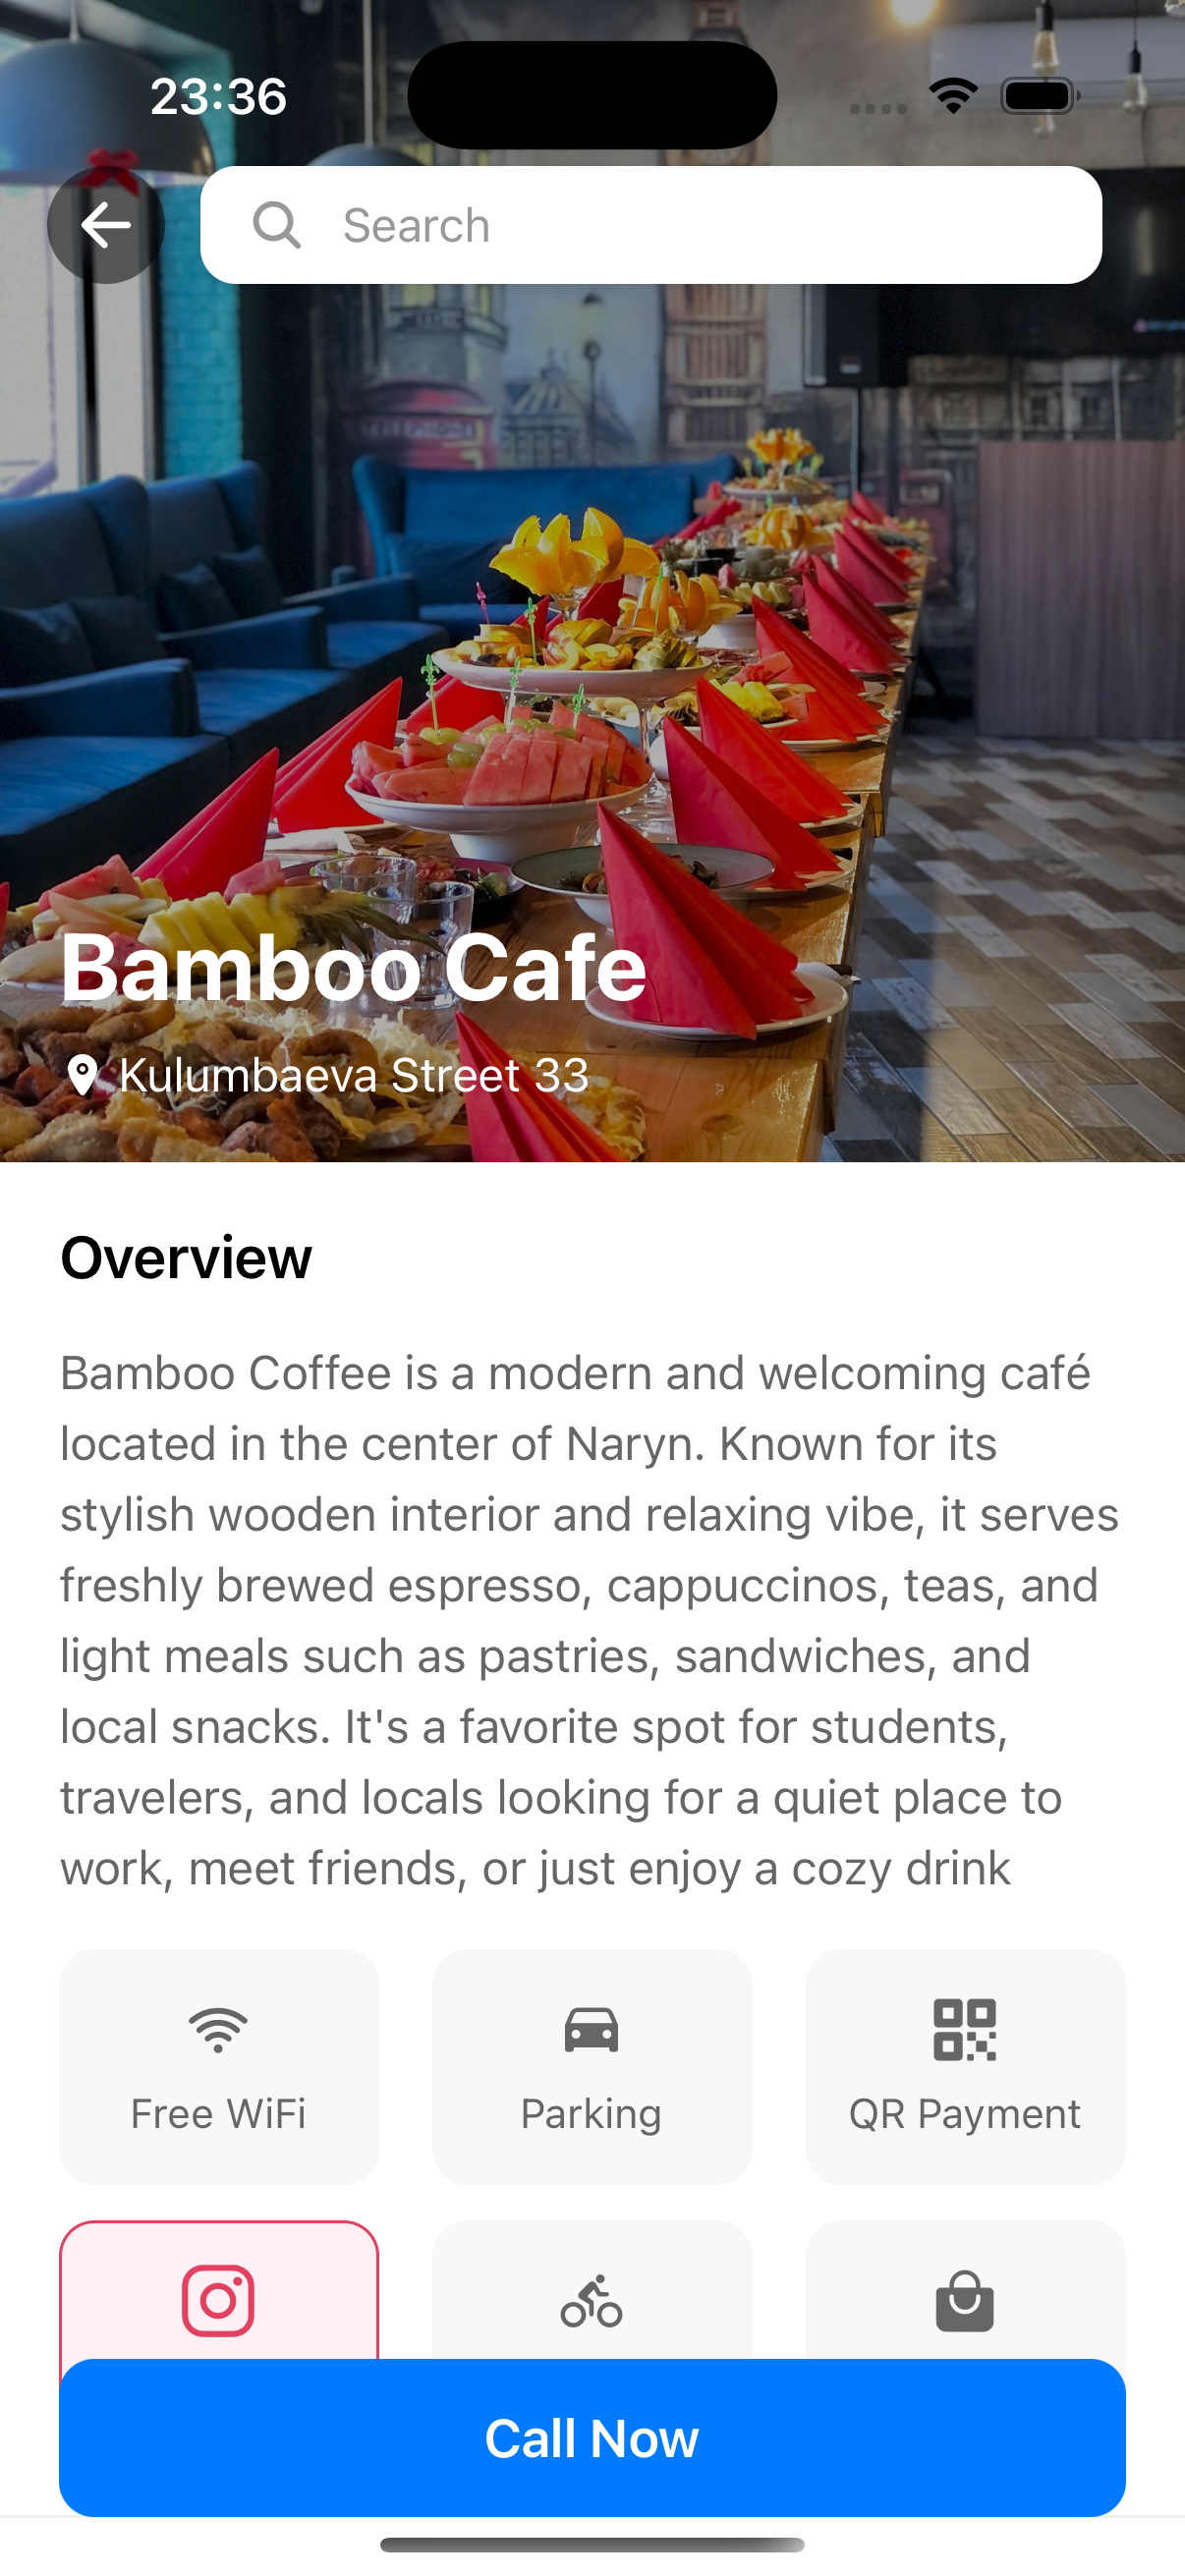 23:36
Search
Bamboo Cafe
Kulumbaeva Street 33
Overview
Bamboo Coffee is a modern and welcoming café
located in the center of Naryn. Known for its
stylish wooden interior and relaxing vibe, it serves
freshly brewed espresso, cappuccinos, teas, and
light meals such as pastries, sandwiches, and
local snacks. It's a favorite spot for students,
travelers, and locals looking for a quiet place to
work, meet friends, or just enjoy a cozy drink
Free WiFi
Parking
QR Payment
Call Now